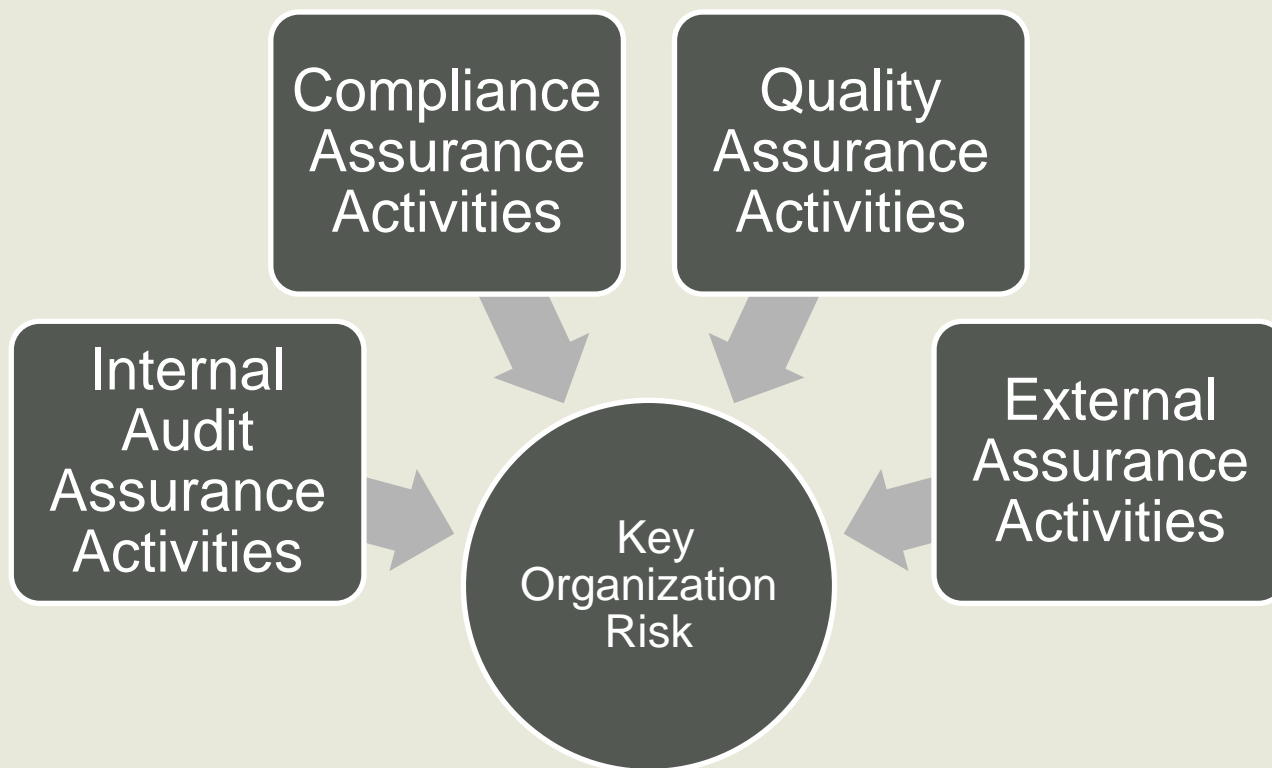 Compliance
Assurance
Activities
Quality
Assurance
Activities
Internal
Audit
Assurance
Activities
External
Assurance
Activities
Key
Organization
Risk